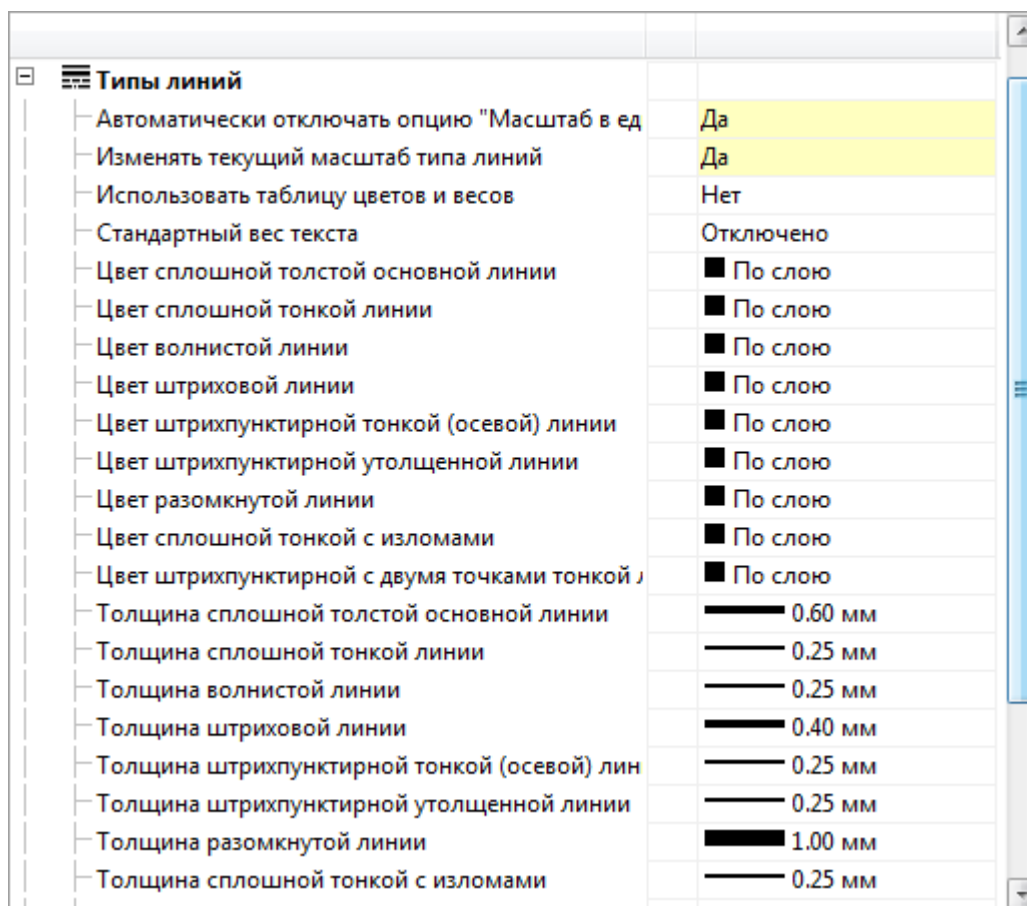 Типы линий
Автоматически отключать опцию "Масштаб в ед Да
Изменять текущий масштаб типа линий Да
Использовать таблицу цветов и весов Нет
Стандартный вес текста Отключено
Цвет сплошной толстой основной линии По слою
Цвет сплошной тонкой линии По слою
Цвет волнистой линии По слою
Цвет штриховой линии По слою
Цвет штрихпунктирной тонкой (осевой) линии По слою
Цвет штрихпунктирной утолщенной линии По слою
Цвет разомкнутой линии По слою
Цвет сплошной тонкой с изломами По слою
Цвет штрихпунктирной с двумя точками тонкой По слою
Толщина сплошной толстой основной линии 0.60 мм
Толщина сплошной тонкой линии 0.25 мм
Толщина волнистой линии 0.25 мм
Толщина штриховой линии 0.40 мм
Толщина штрихпунктирной тонкой (осевой) лин 0.25 мм
Толщина штрихпунктирной утолщенной линии 0.25 мм
Толщина разомкнутой линии 1.00 мм
Толщина сплошной тонкой с изломами 0.25 мм